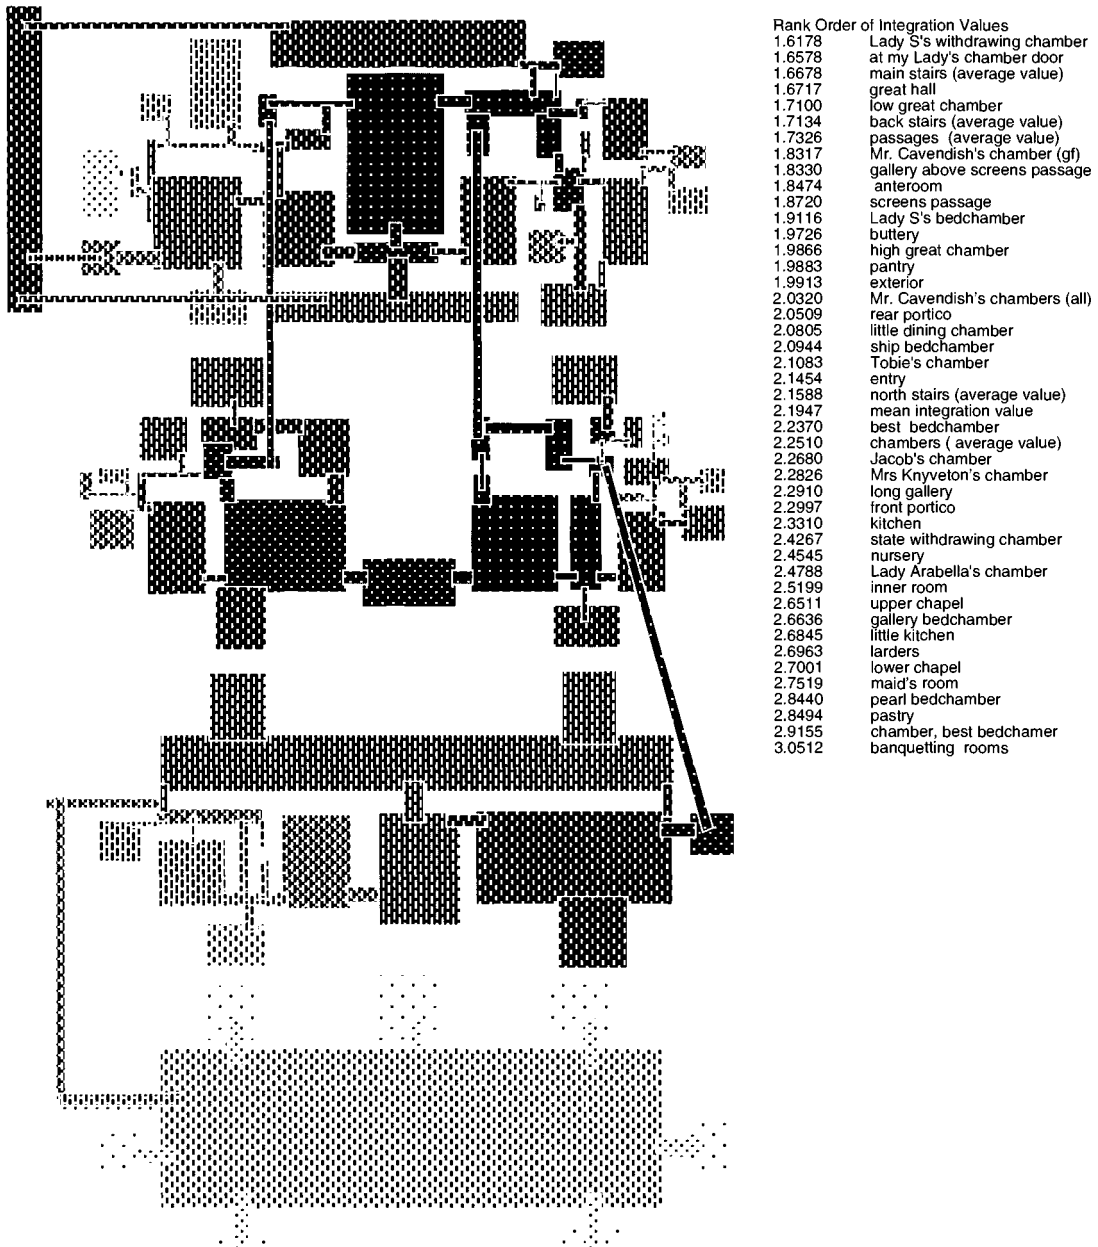 Rank Order of Integration Values
1.6178 Lady S's withdrawing chamber
1.6578 at my Lady's chamber door
1.6678 main stairs (average value)
1.6717 great hall
1.7100 low great chamber
1.7134 back stairs (average value)
1.7326 passages (average value)
1.8317 Mr. Cavendish's chamber (gf)
1.8330 gallery above screens passage
1.8474 anteroom
1.8720 screens passage
1.9116 Lady S's bedchamber
1.9726 buttery
1.9866 high great chamber
1.9883 pantry
1.9913 exterior
2.0320 Mr. Cavendish's chambers (all)
2.0509 rear portico
2.0805 little dining chamber
2.0944 ship bedchamber
2.1083 Tobie's chamber
2.1454 entry
2.1588 north stairs (average value)
2.1947 mean integration value
2.2370 best bedchamber
2.2510 chambers ( average value)
2.2680 Jacob's chamber
2.2826 Mrs Knyveton's chamber
2.2910 long gallery
2.2997 front portico
2.3310 kitchen
2.4267 state withdrawing chamber
2.4545 nursery
2.4788 Lady Arabella's chamber
2.5199 inner room
2.6511 upper chapel
2.6636 gallery bedchamber
2.6845 little kitchen
2.6963 larders
2.7001 lower chapel
2.7519 maid's room
2.8440 pearl bedchamber
2.8494 pastry
2.9155 chamber, best bedchamer
3.0512 banquetting rooms